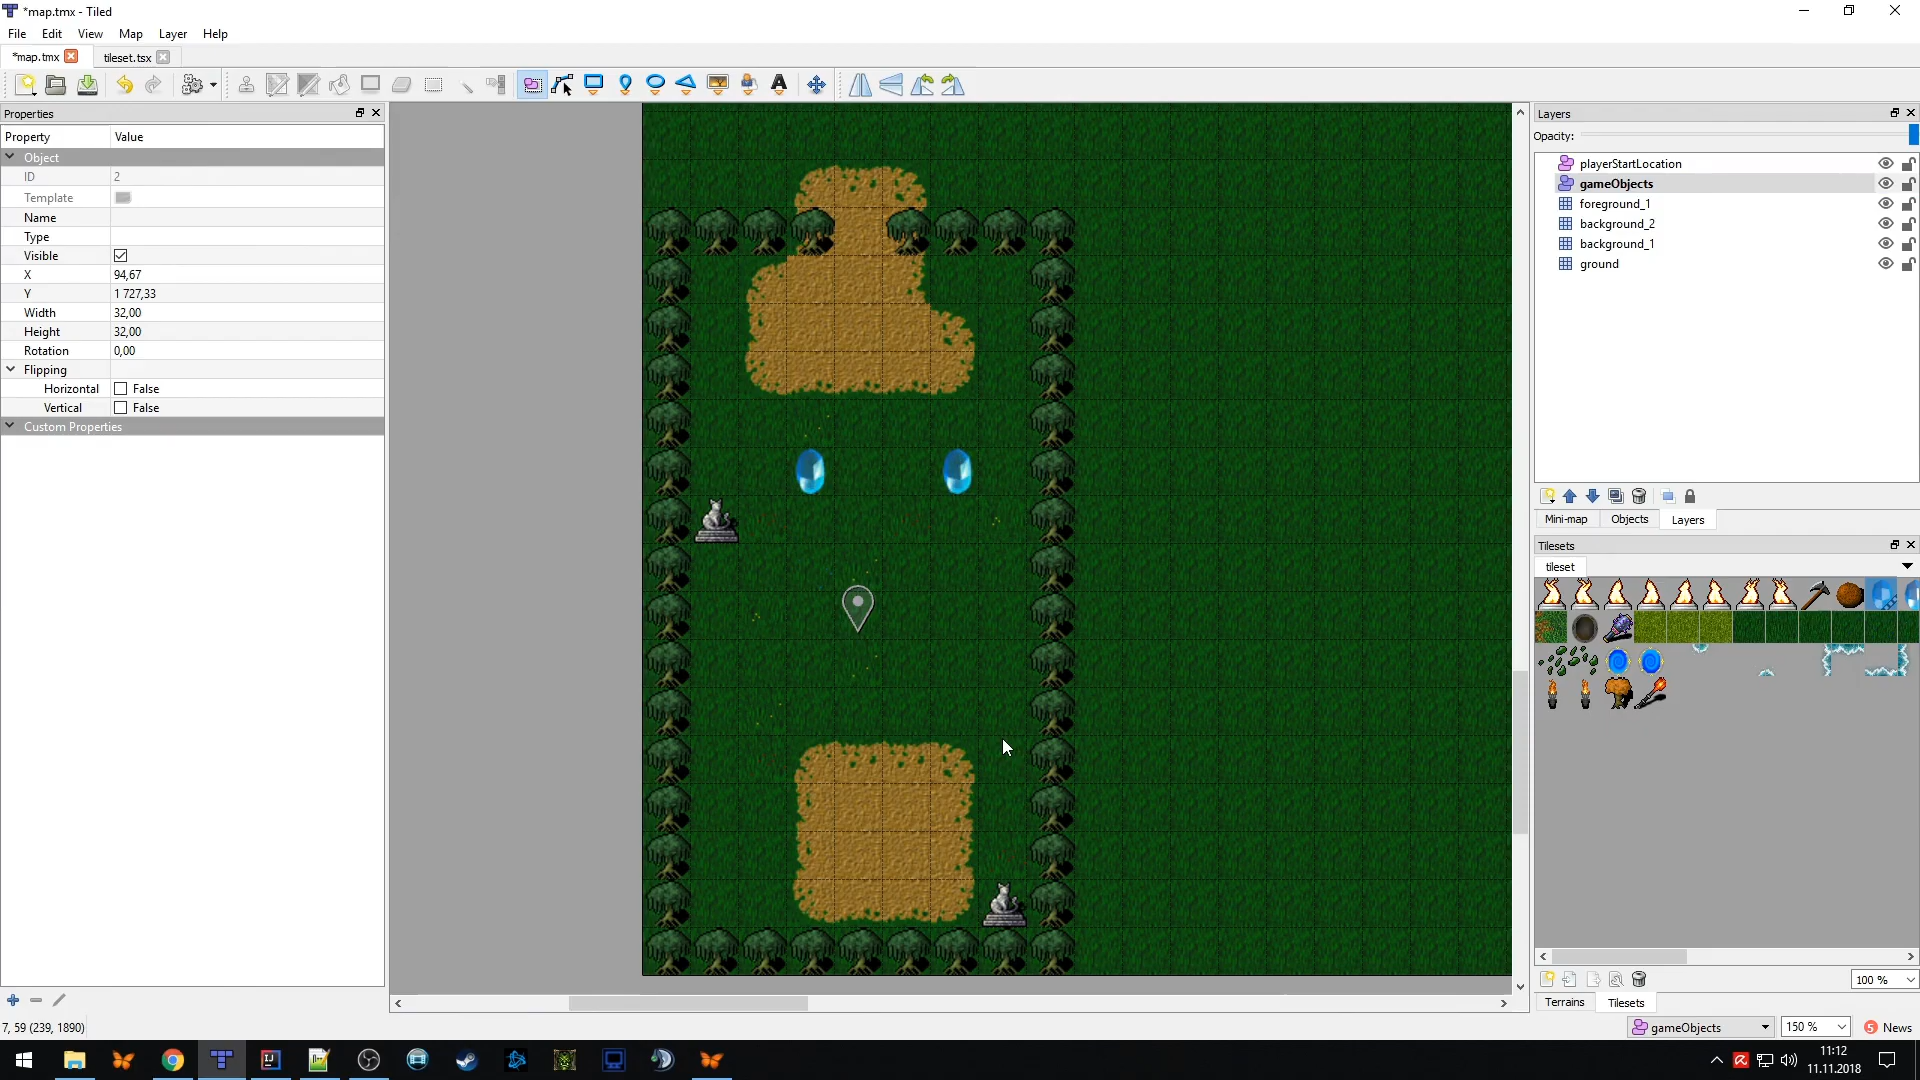 *map.tmx - Tiled
File Edit View Map Layer Help
*map.tmx tileset.tsx
Properties
Property Value
Object
ID 2
Template
Name
Type
Visible
X 94,67
Y 1 727,33
Width 32,00
Height 32,00
Rotation 0,00
Flipping
Horizontal False
Vertical False
Custom Properties
7, 59 (239, 1890)
Layers
Opacity:
playerStartLocation
gameObjects
foreground_1
background_2
background_1
ground
Mini-map Objects Layers
Tilesets
tileset
100 %
Terrains Tilesets
gameObjects 150 % 5 News
11:12
11.11.2018